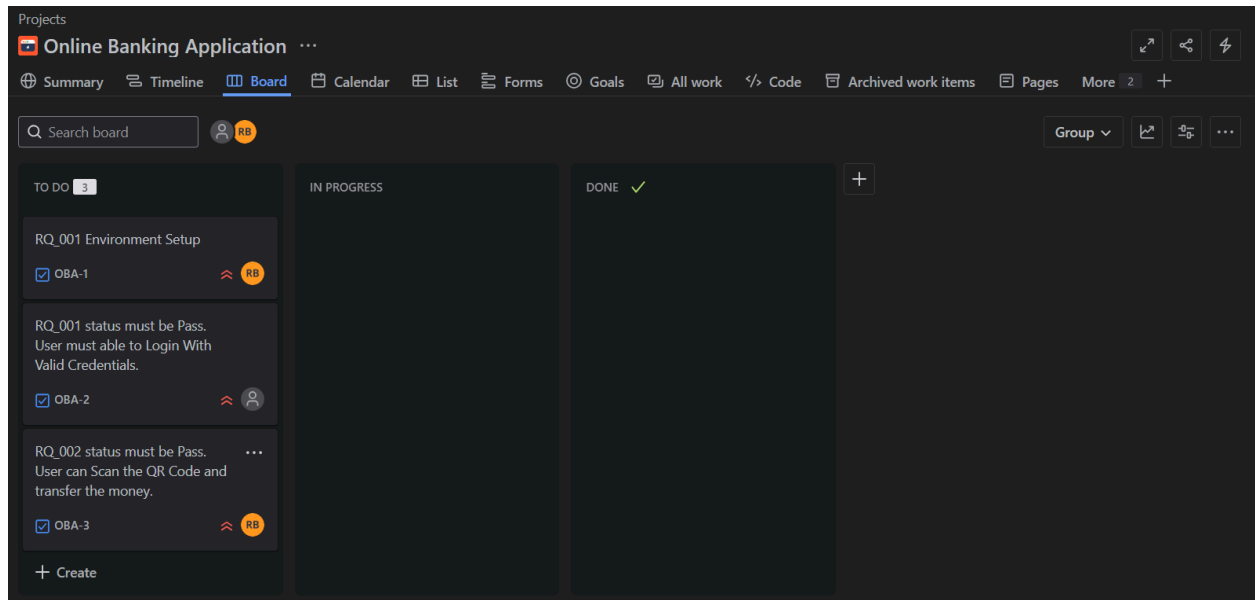 Projects
Online Banking Application
Summary Timeline Board Calendar List Forms Goals All work Code Archived work items Pages More 2
Search board RB Group
TO DO 3 IN PROGRESS DONE
RQ_001 Environment Setup
OBA-1 RB
RQ_001 status must be Pass.
User must able to Login With
Valid Credentials.
OBA-2
RQ_002 status must be Pass.
User can Scan the QR Code and
transfer the money.
OBA-3 RB
Create